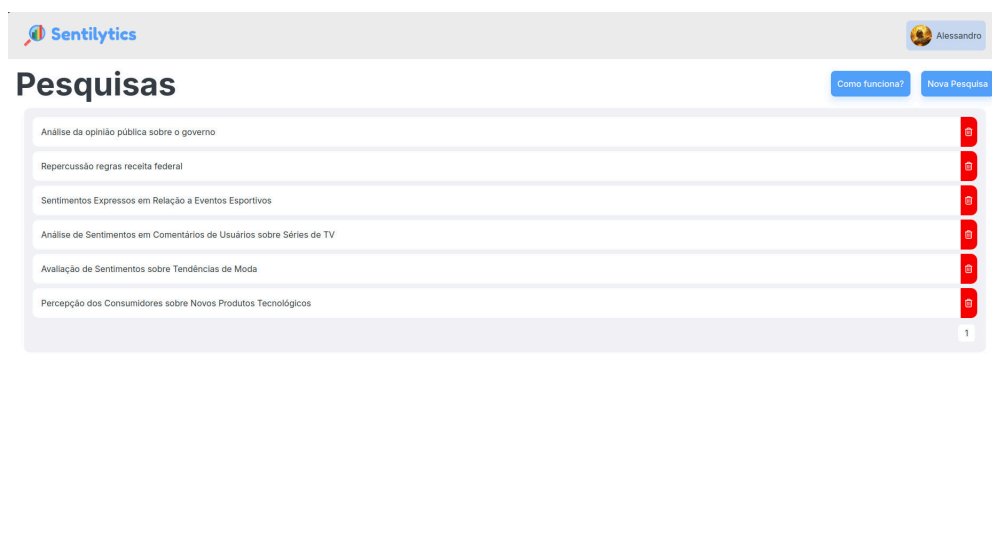 Sentilytics
Alessandro
Pesquisas
Como funciona?
Nova Pesquisa
Análise da opinião pública sobre o governo
Repercussão regras receita federal
Sentimentos Expressos em Relação a Eventos Esportivos
Análise de Sentimentos em Comentários de Usuários sobre Séries de TV
Avaliação de Sentimentos sobre Tendências de Moda
Percepção dos Consumidores sobre Novos Produtos Tecnológicos
1